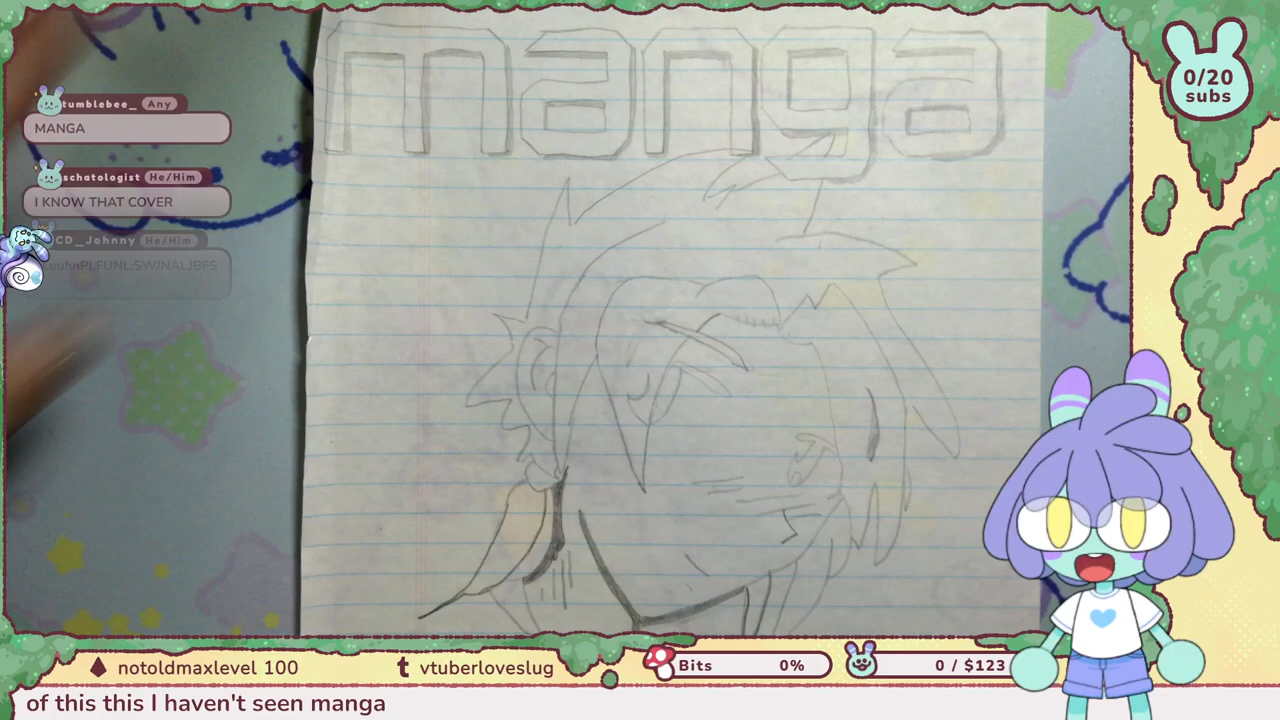 manga
tumblebee_ Any
MANGA
schatologist He/Him
I KNOW THAT COVER
CD_Johnny He/Him
0/20
subs
notoldmaxlevel 100
t vtuberloveslug
Bits 0%
0 / $123
of this this I haven't seen manga